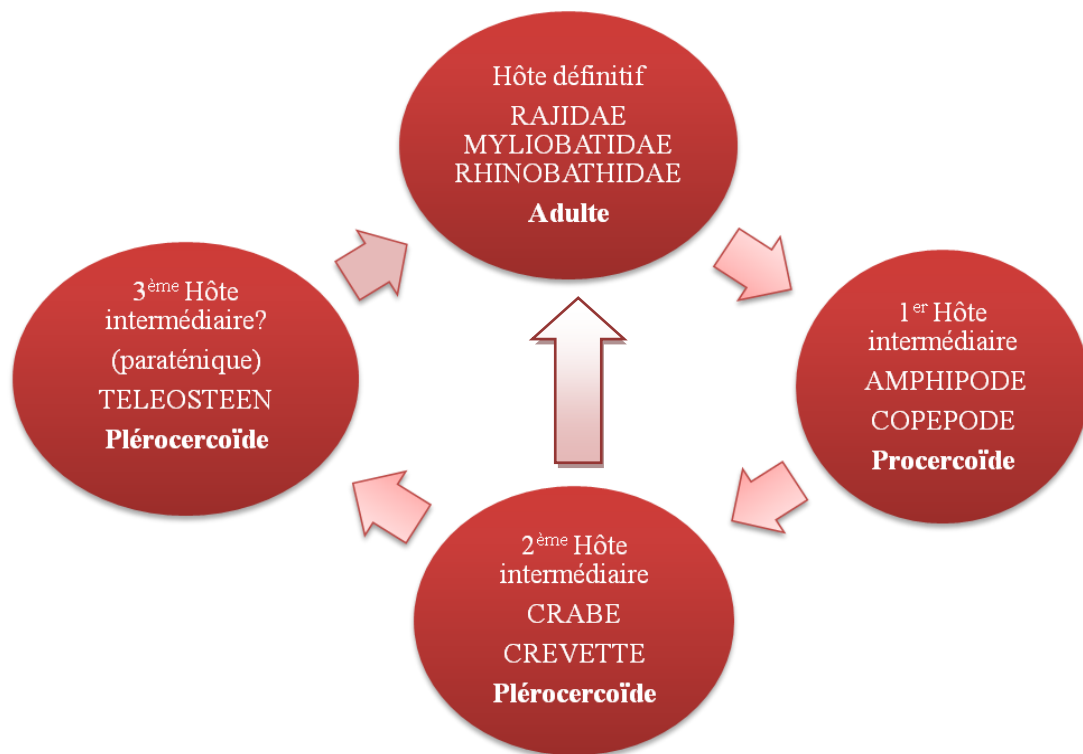 Hôte définitif
RAJIDAE
MYLIOBATIDAE
RHINOBATHIDAE
Adulte
1er Hôte
intermédiaire
AMPHIPODE
COPEPODE
Procercoïde
2ème Hôte
intermédiaire
CRABE
CREVETTE
Plérocercoïde
3ème Hôte
intermédiaire?
(paraténique)
TELEOSTEEN
Plérocercoïde